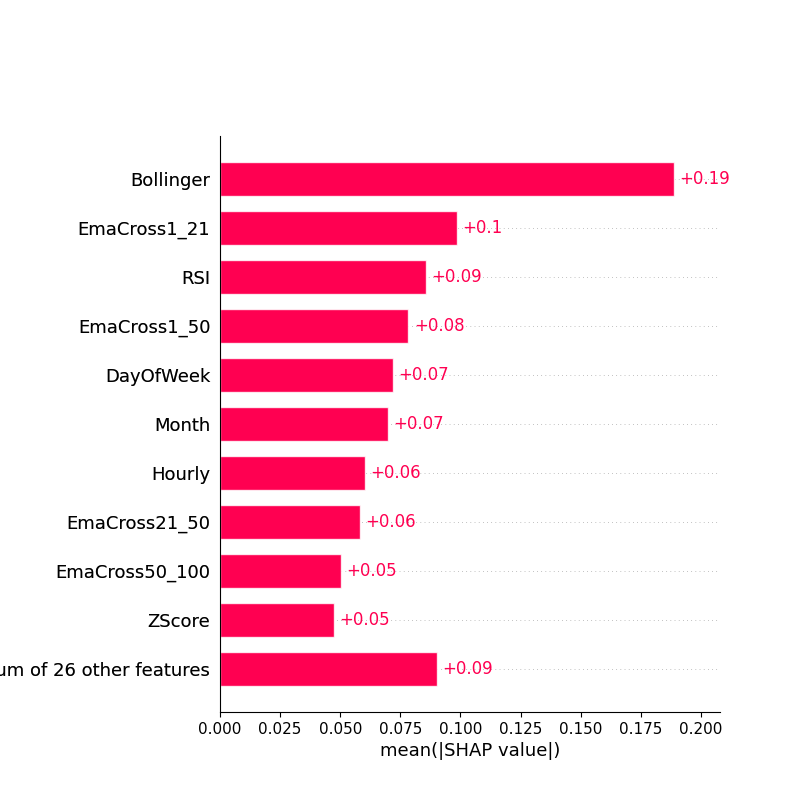 Bollinger +0.19
EmaCross1_21 +0.1
RSI +0.09
EmaCross1_50 +0.08
DayOfWeek +0.07
Month +0.07
Hourly +0.06
EmaCross21_50 +0.06
EmaCross50_100 +0.05
ZScore +0.05
um of 26 other features +0.09
0.000 0.025 0.050 0.075 0.100 0.125 0.150 0.175 0.200
mean(|SHAP value|)